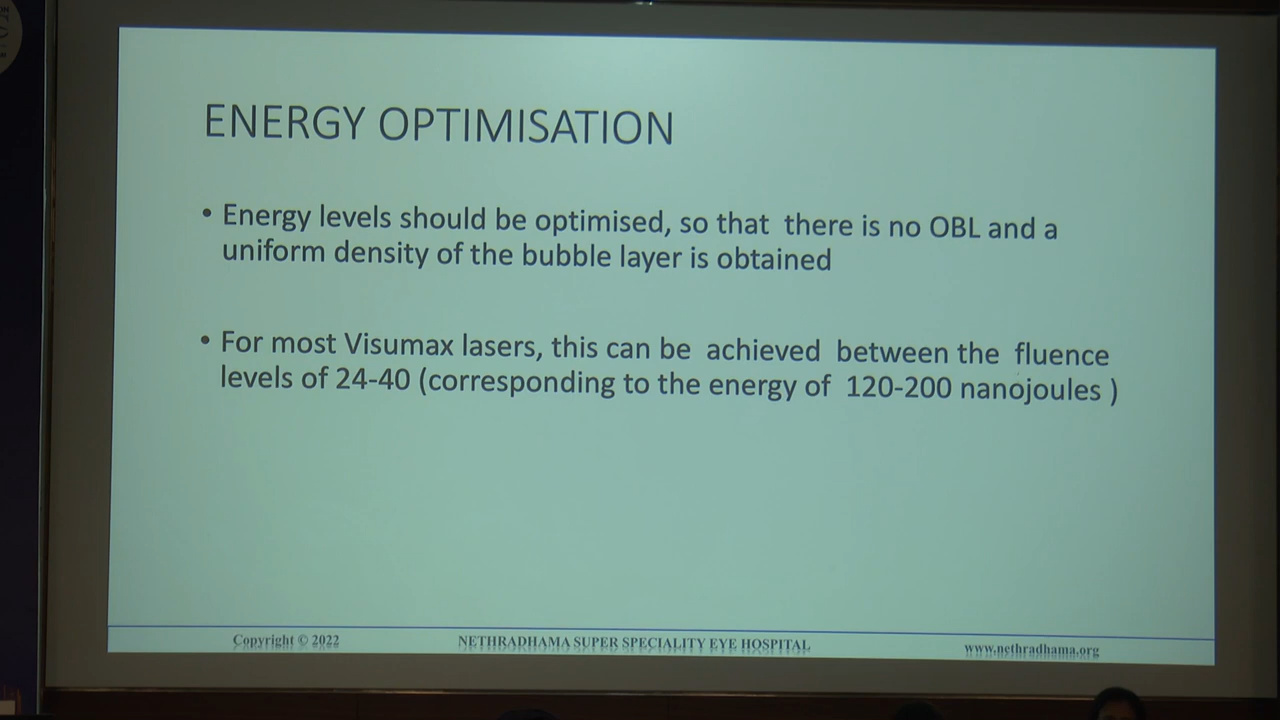 ENERGY OPTIMISATION
• Energy levels should be optimised, so that there is no OBL and a
uniform density of the bubble layer is obtained
• For most Visumax lasers, this can be achieved between the fluence
levels of 24-40 (corresponding to the energy of 120-200 nanojoules )
Copyright © 2022 NETHRADHAMA SUPER SPECIALITY EYE HOSPITAL www.nethradhama.org